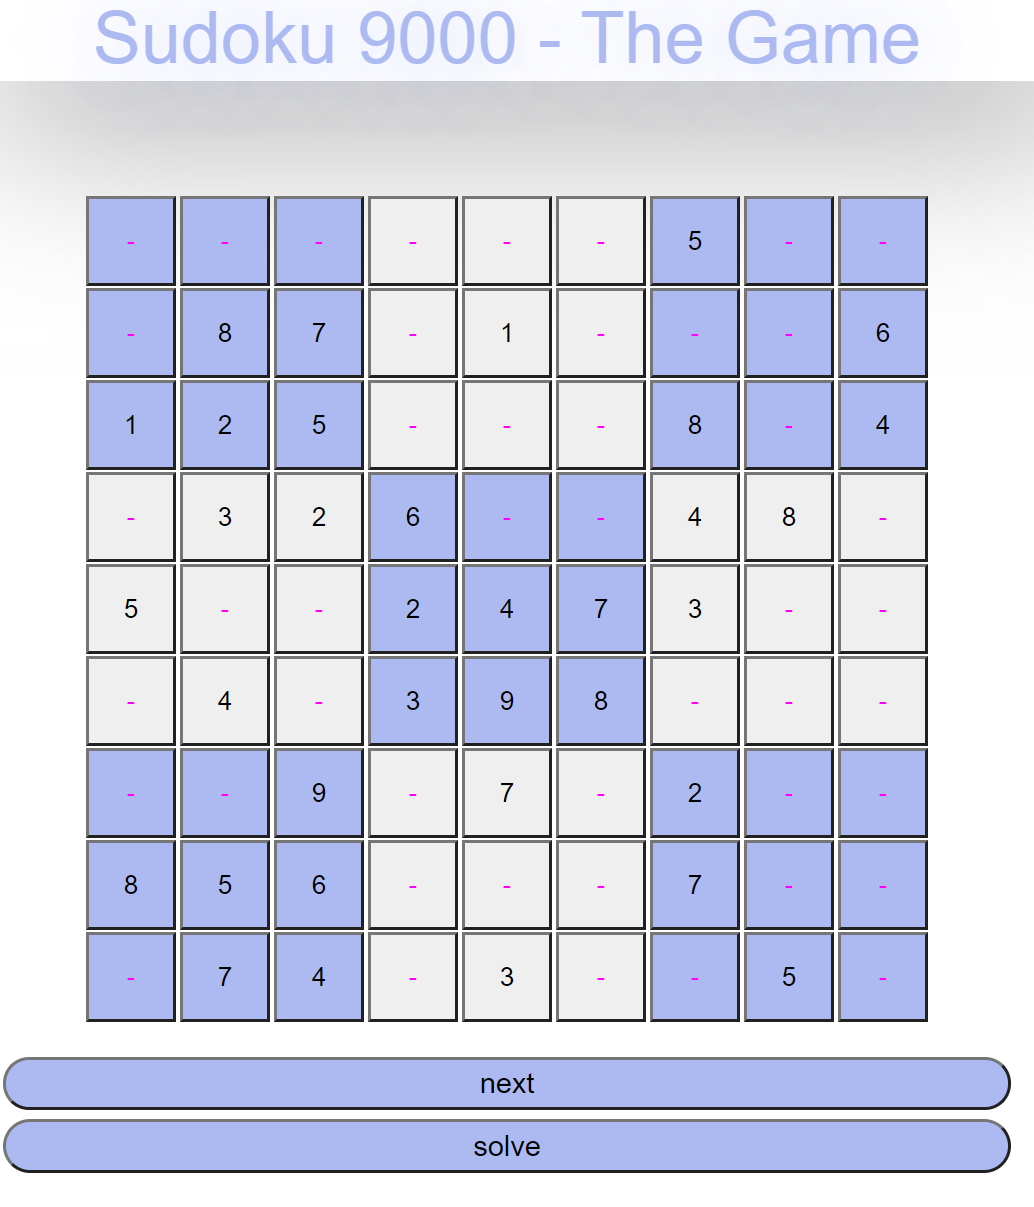 Sudoku 9000 - The Game
- - - - - - 5 - -
- 8 7 - 1 - - - 6
1 2 5 - - - 8 - 4
- 3 2 6 - - 4 8 -
5 - - 2 4 7 3 - -
- 4 - 3 9 8 - - -
- - 9 - 7 - 2 - -
8 5 6 - - - 7 - -
- 7 4 - 3 - - 5 -
next
solve